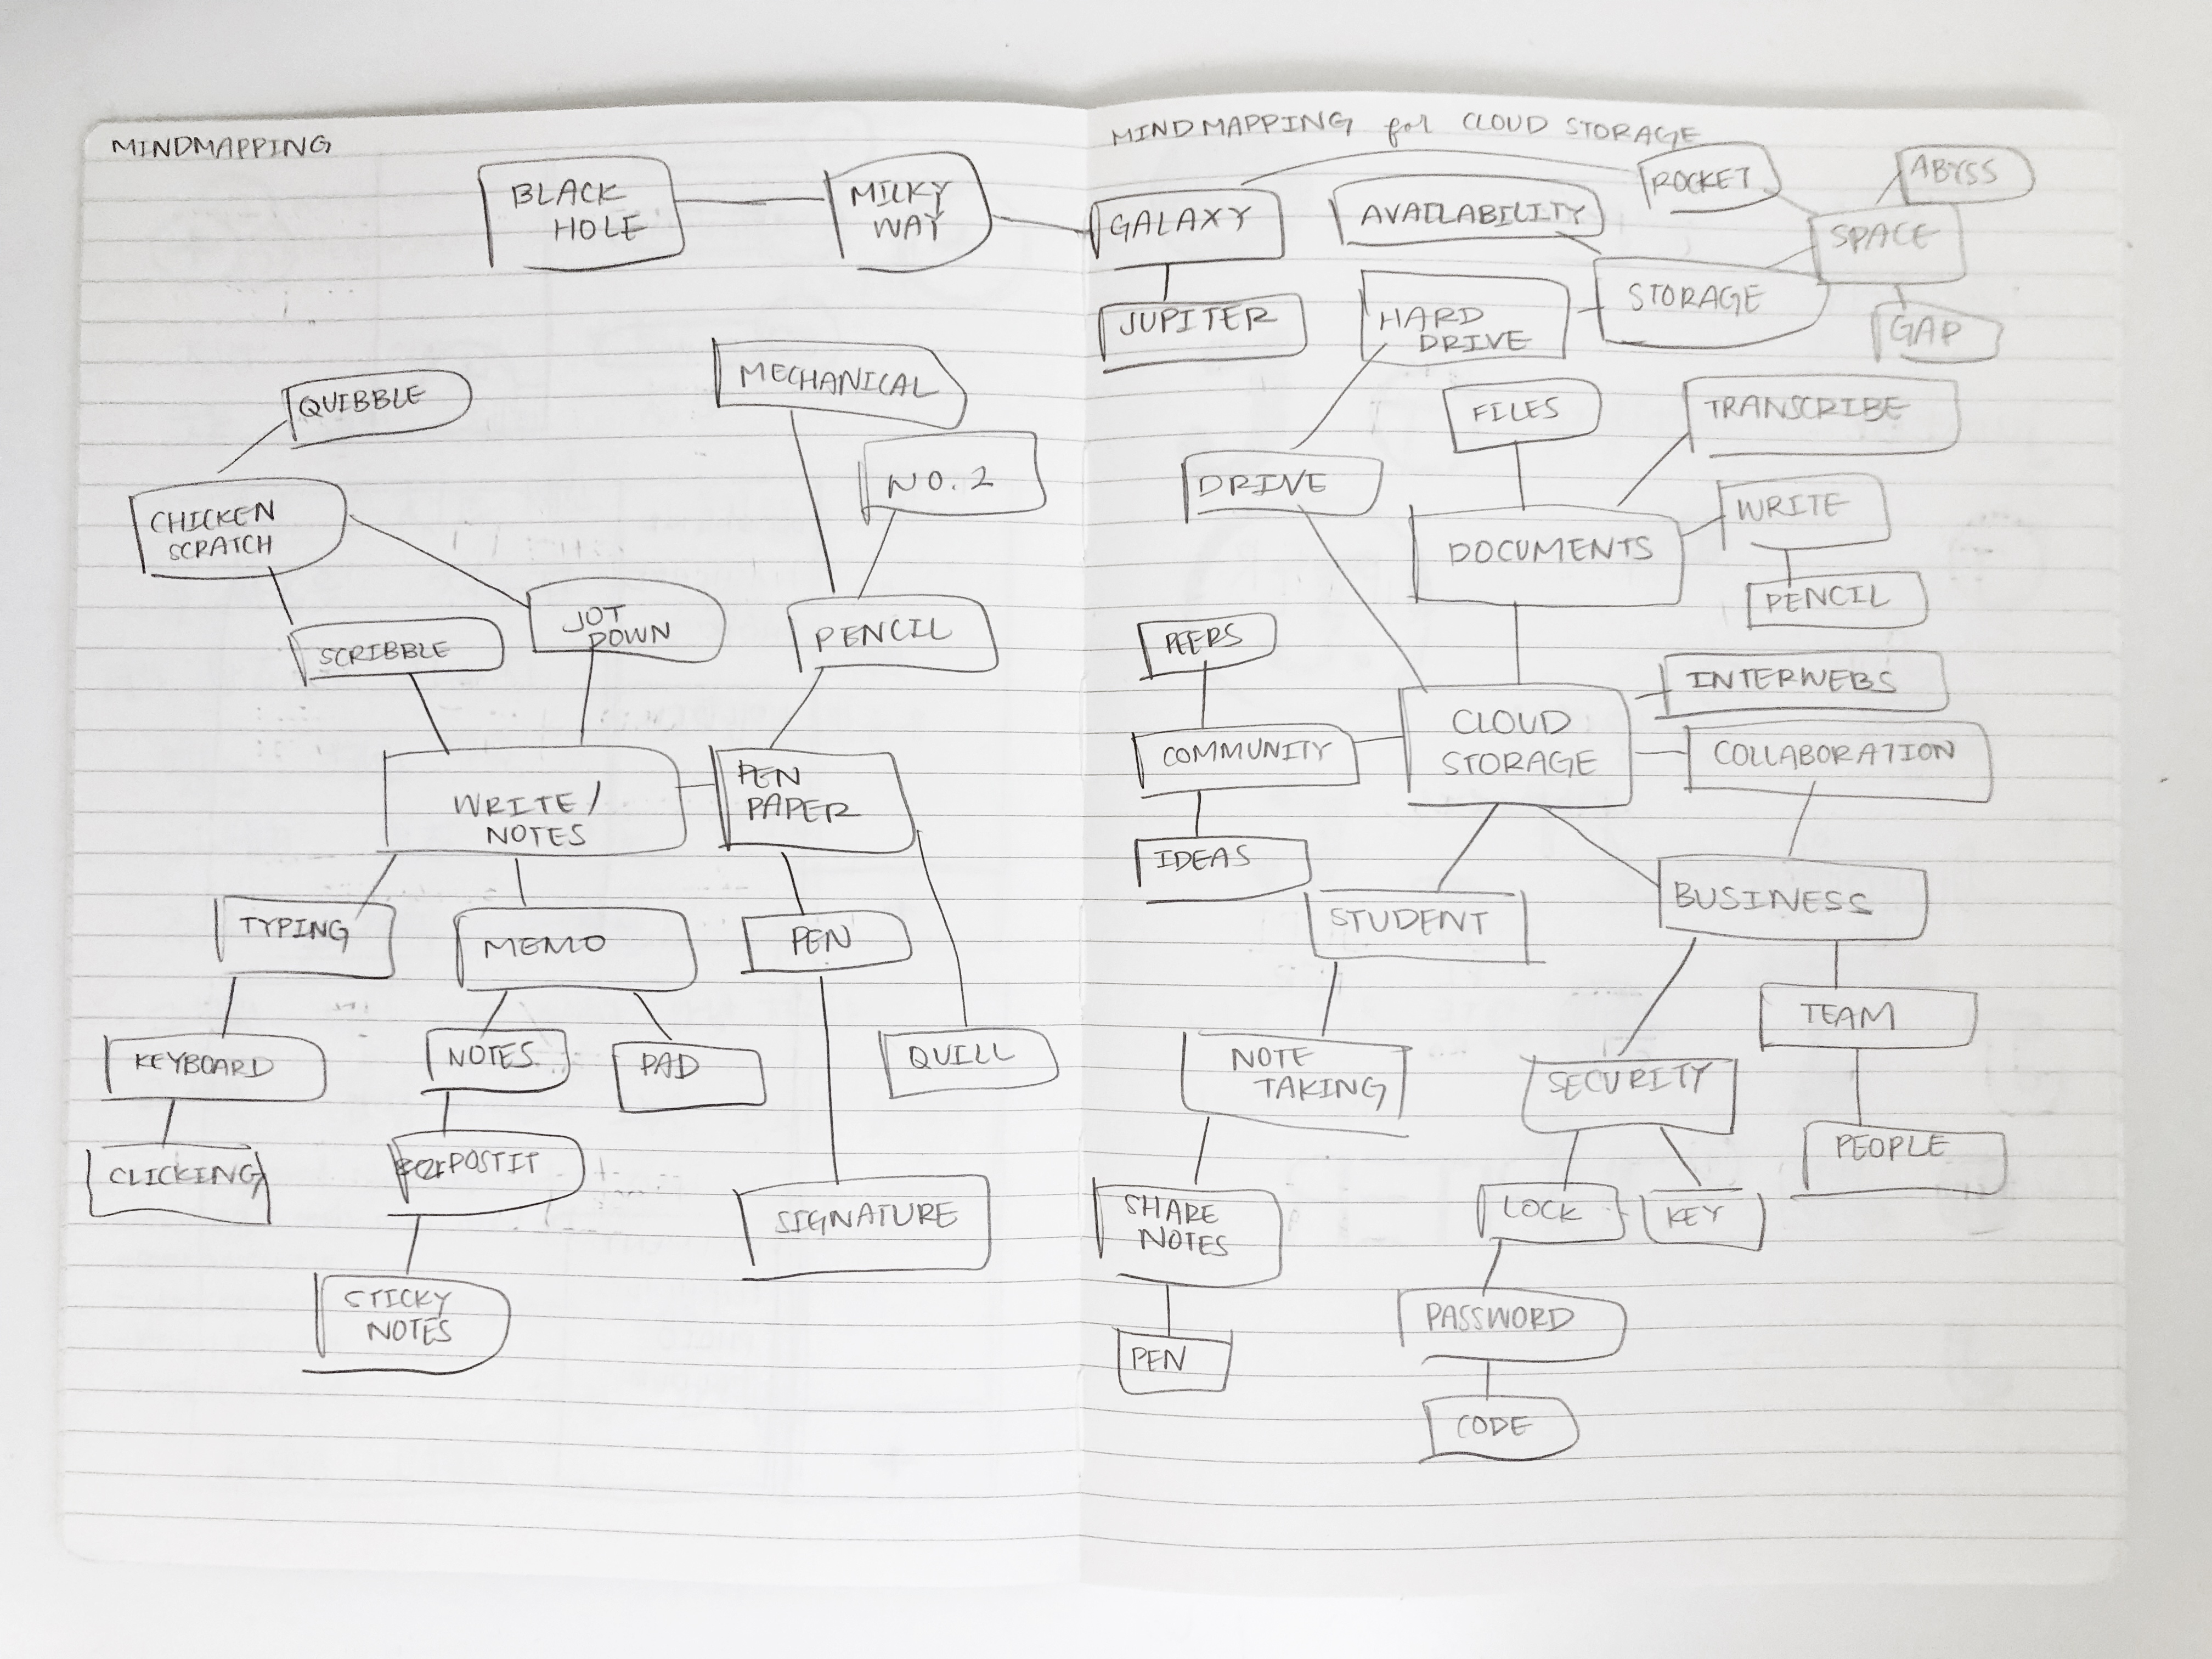 MINDMAPPING
BLACK
HOLE
MILKY
WAY
QUIBBLE
MECHANICAL
NO. 2
CHICKEN
SCRATCH
SCRIBBLE
JOT
DOWN
PENCIL
WRITE/
NOTES
PEN
PAPER
TYPING
MEMO
PEN
KEYBOARD
NOTES
PAD
QUILL
CLICKING
POSTIT
SIGNATURE
STICKY
NOTES
MINDMAPPING for CLOUD STORAGE
GALAXY
AVAILABILITY
ROCKET
ABYSS
SPACE
JUPITER
HARD
DRIVE
STORAGE
GAP
FILES
TRANSCRIBE
DRIVE
DOCUMENTS
WRITE
PENCIL
PEERS
INTERWEBS
COMMUNITY
CLOUD
STORAGE
COLLABORATION
IDEAS
STUDENT
BUSINESS
NOTE
TAKING
SECURITY
TEAM
PEOPLE
SHARE
NOTES
LOCK
KEY
PEN
PASSWORD
CODE